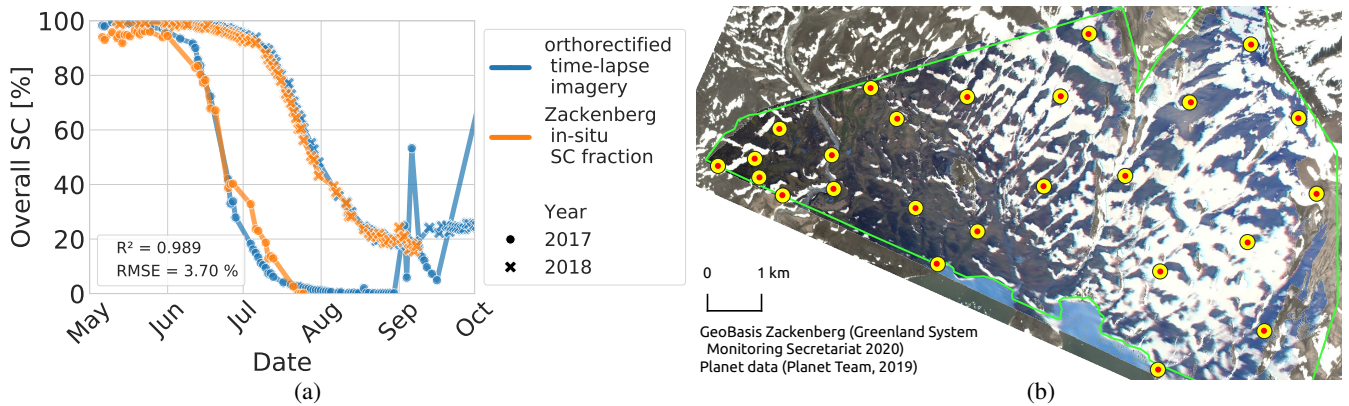 Overall SC [%]
100
80
60
40
20
0
R² = 0.989
RMSE = 3.70 %
May
Jun
Jul
Aug
Sep
Oct
Date
orthorectified
time-lapse
imagery
Zackenberg
in-situ
SC fraction
Year
2017
2018
(a)
0 1 km
GeoBasis Zackenberg (Greenland System
Monitoring Secretariat 2020)
Planet data (Planet Team, 2019)
(b)